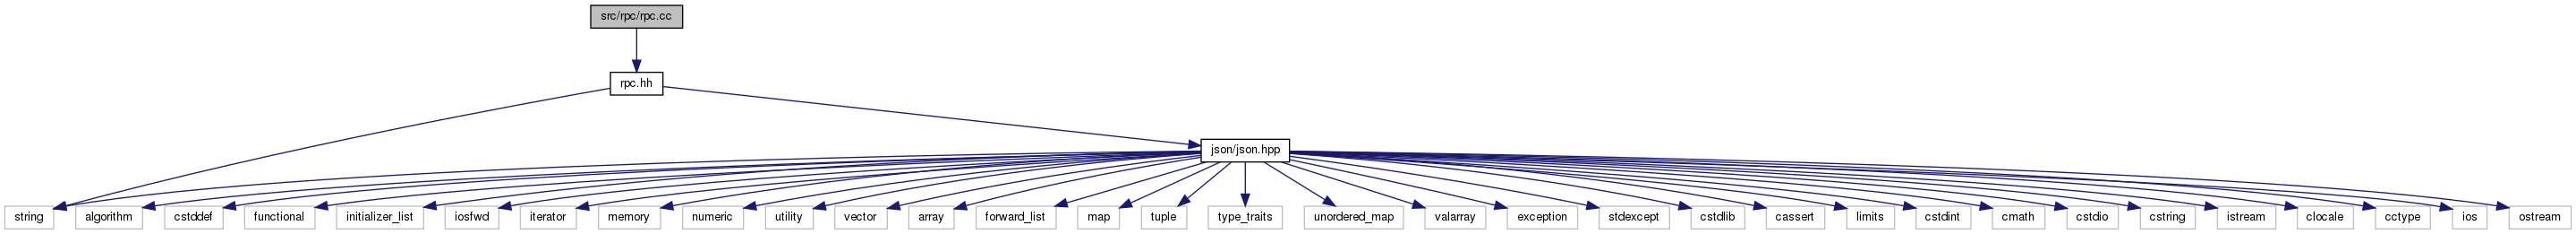 src/rpc/rpc.cc
rpc.hh
json/json.hpp
string
algorithm
cstddef
functional
initializer_list
iosfwd
iterator
memory
numeric
utility
vector
array
forward_list
map
tuple
type_traits
unordered_map
valarray
exception
stdexcept
cstdlib
cassert
limits
cstdint
cmath
cstdio
cstring
istream
clocale
cctype
ios
ostream